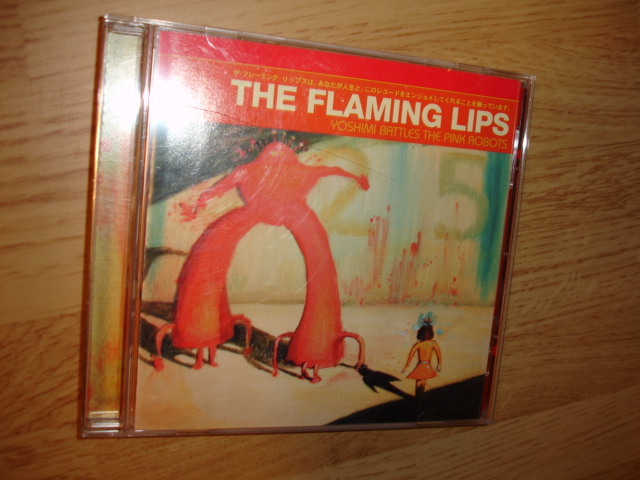 ザ・フレーミング・リップスは、あなたが人生と、このレコードをエンジョイしてくれることを願っています。
THE FLAMING LIPS
YOSHIMI BATTLES THE PINK ROBOTS
25